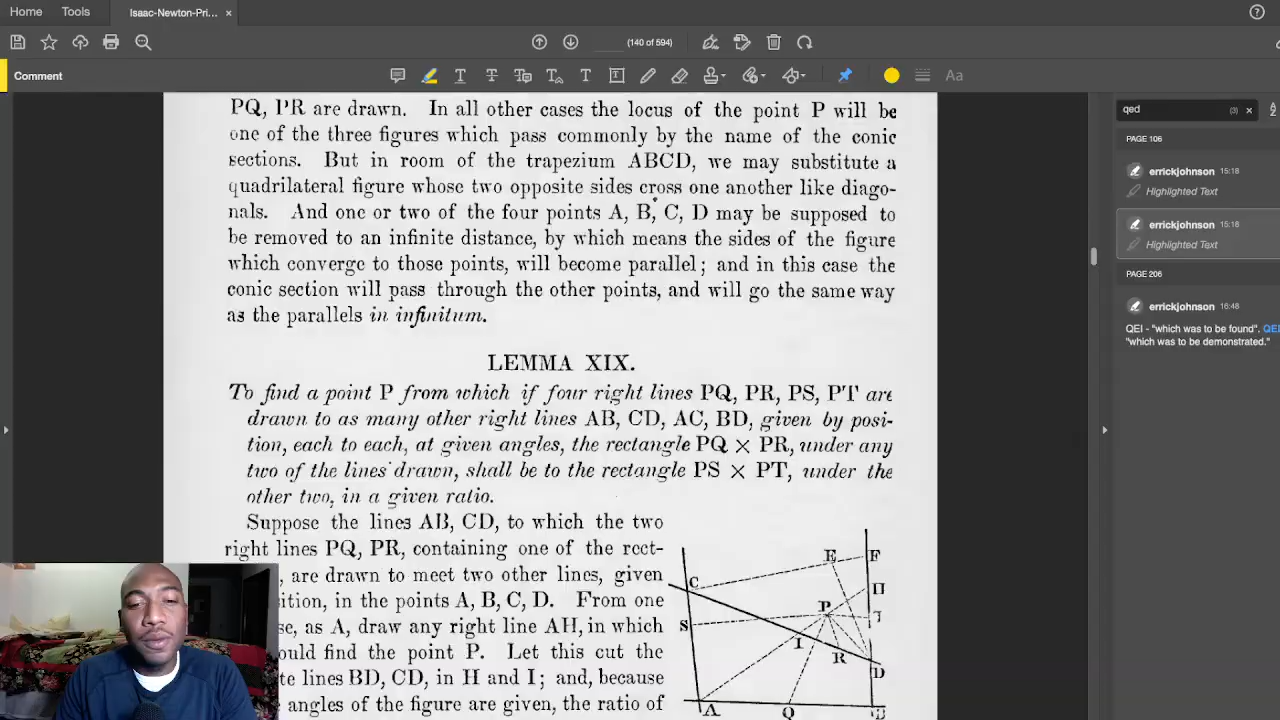 Home Tools Isaac-Newton-Pri... ×
(140 of 594)
Comment
Aa
PQ, PR are drawn. In all other cases the locus of the point P will be
one of the three figures which pass commonly by the name of the conic
sections. But in room of the trapezium ABCD, we may substitute a
quadrilateral figure whose two opposite sides cross one another like diago-
nals. And one or two of the four points A, B, C, D may be supposed to
be removed to an infinite distance, by which means the sides of the figure
which converge to those points, will become parallel; and in this case the
conic section will pass through the other points, and will go the same way
as the parallels in infinitum.
LEMMA XIX.
To find a point P from which if four right lines PQ, PR, PS, PT are
drawn to as many other right lines AB, CD, AC, BD, given by posi-
tion, each to each, at given angles, the rectangle PQ × PR, under any
two of the lines drawn, shall be to the rectangle PS × PT, under the
other two, in a given ratio.
Suppose the lines AB, CD, to which the two
right lines PQ, PR, containing one of the rect-
, are drawn to meet two other lines, given
ition, in the points A, B, C, D. From one
se, as A, draw any right line AH, in which
ould find the point P. Let this cut the
te lines BD, CD, in H and I; and, because
angles of the figure are given, the ratio of
E F
C
H
P
S T
I R
D
A Q B
qed (3) ×
PAGE 106
errickjohnson 15:18
Highlighted Text
errickjohnson 15:18
Highlighted Text
PAGE 206
errickjohnson 16:48
QEI - "which was to be found". QEI
"which was to be demonstrated."